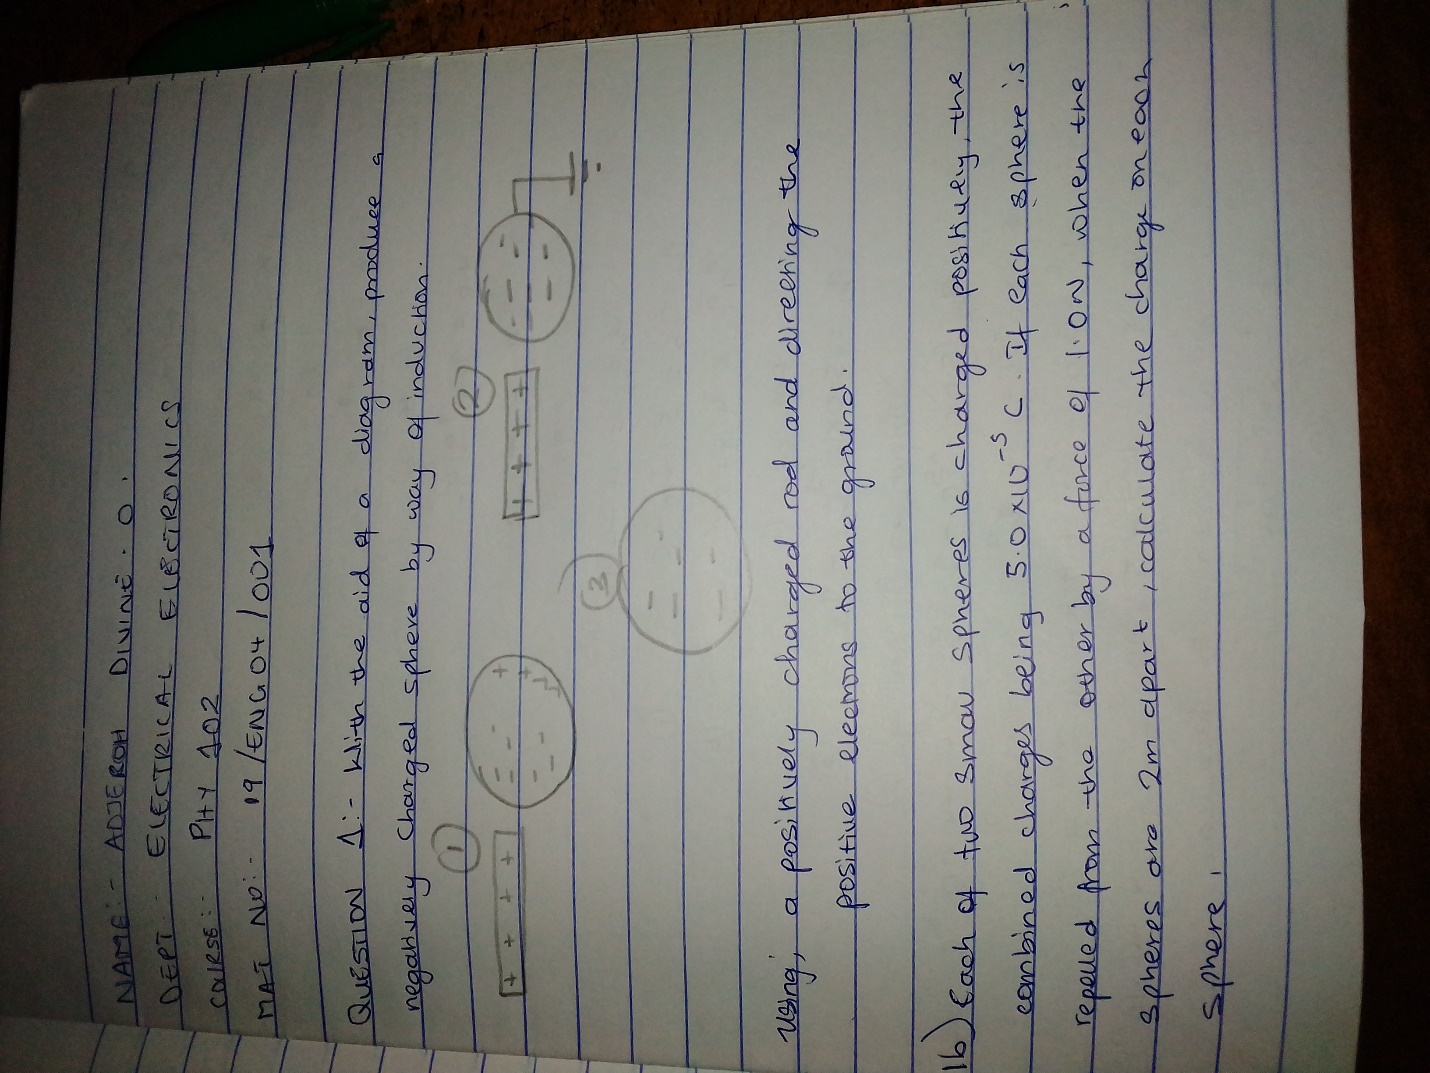 NAME:- ADJEROH DIVINE. O.
DEPT: ELECTRICAL ELECTRONICS
COURSE:- PHY 102
MAT NO:- 19/ENG04/001
QUESTION 1:- With the aid of a diagram, produce a
negatively charged sphere by way of induction.
① ②
+ + + + +
③
Using, a positively charged rod and directing the
positive electrons to the ground.
1b) Each of two small spheres is charged positively, the
combined charges being 5.0 x 10⁻⁵ C. If each sphere is
repelled from the other by a force of 1.0N, when the
spheres are 2m apart, calculate the charge on each
sphere.